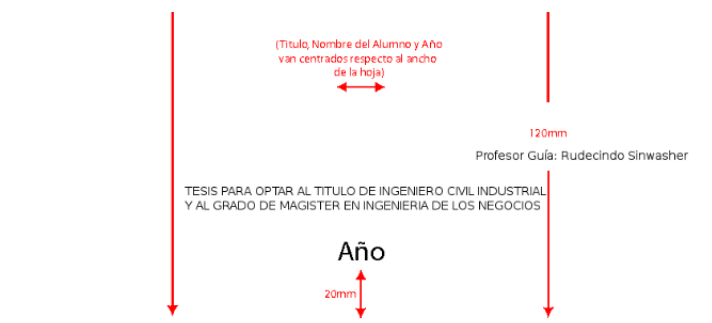 (Titulo, Nombre del Alumno y Año
van centrados respecto al ancho
de la hoja)
120mm
Profesor Guía: Rudecindo Sinwasher
TESIS PARA OPTAR AL TITULO DE INGENIERO CIVIL INDUSTRIAL
Y AL GRADO DE MAGISTER EN INGENIERIA DE LOS NEGOCIOS
Año
20mm